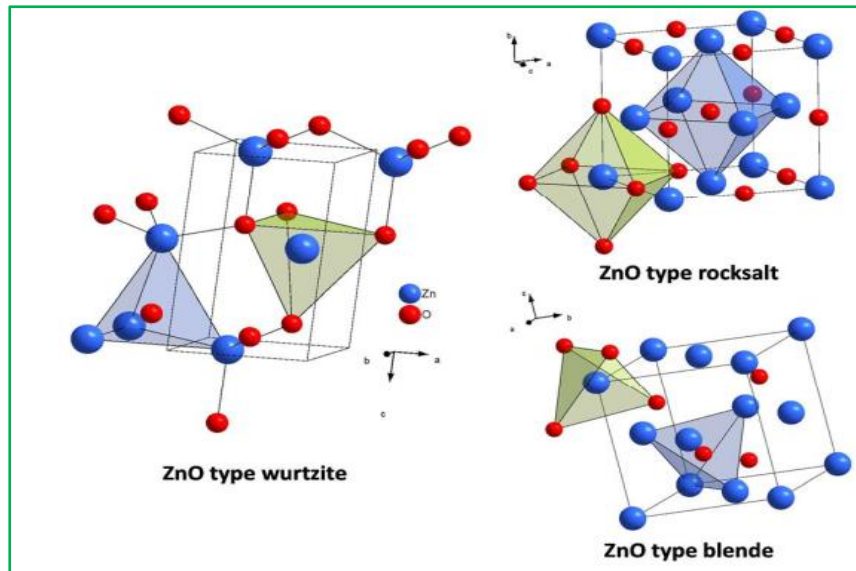 b
a
c
ZnO type rocksalt
Zn
O
b
a
c
ZnO type wurtzite
c
b
a
ZnO type blende